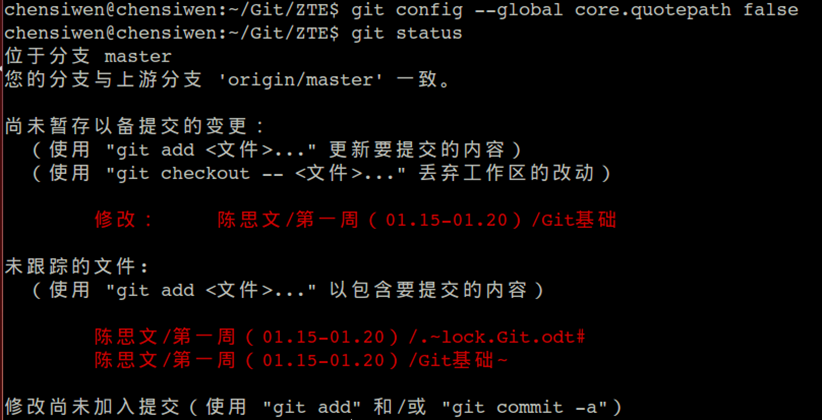 chensiwen@chensiwen:~/Git/ZTE$ git config --global core.quotepath false
chensiwen@chensiwen:~/Git/ZTE$ git status
位于分支 master
您的分支与上游分支 'origin/master' 一致。
尚未暂存以备提交的变更：
（使用 "git add <文件>..." 更新要提交的内容）
（使用 "git checkout -- <文件>..." 丢弃工作区的改动）
修改： 陈思文/第一周（01.15-01.20）/Git基础
未跟踪的文件:
（使用 "git add <文件>..." 以包含要提交的内容）
陈思文/第一周（01.15-01.20）/.~lock.Git.odt#
陈思文/第一周（01.15-01.20）/Git基础~
修改尚未加入提交（使用 "git add" 和/或 "git commit -a"）